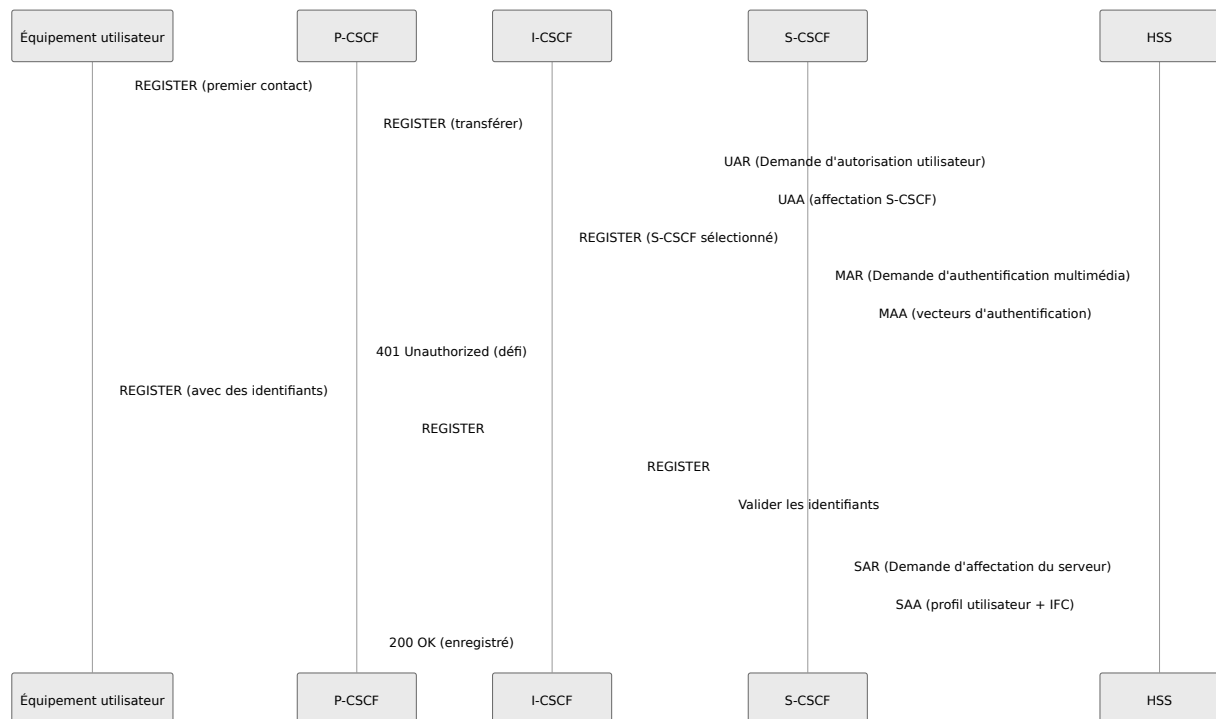 Équipement utilisateur
P-CSCF
I-CSCF
S-CSCF
HSS
REGISTER (premier contact)
REGISTER (transférer)
UAR (Demande d'autorisation utilisateur)
UAA (affectation S-CSCF)
REGISTER (S-CSCF sélectionné)
MAR (Demande d'authentification multimédia)
MAA (vecteurs d'authentification)
401 Unauthorized (défi)
REGISTER (avec des identifiants)
REGISTER
REGISTER
Valider les identifiants
SAR (Demande d'affectation du serveur)
SAA (profil utilisateur + IFC)
200 OK (enregistré)
Équipement utilisateur
P-CSCF
I-CSCF
S-CSCF
HSS